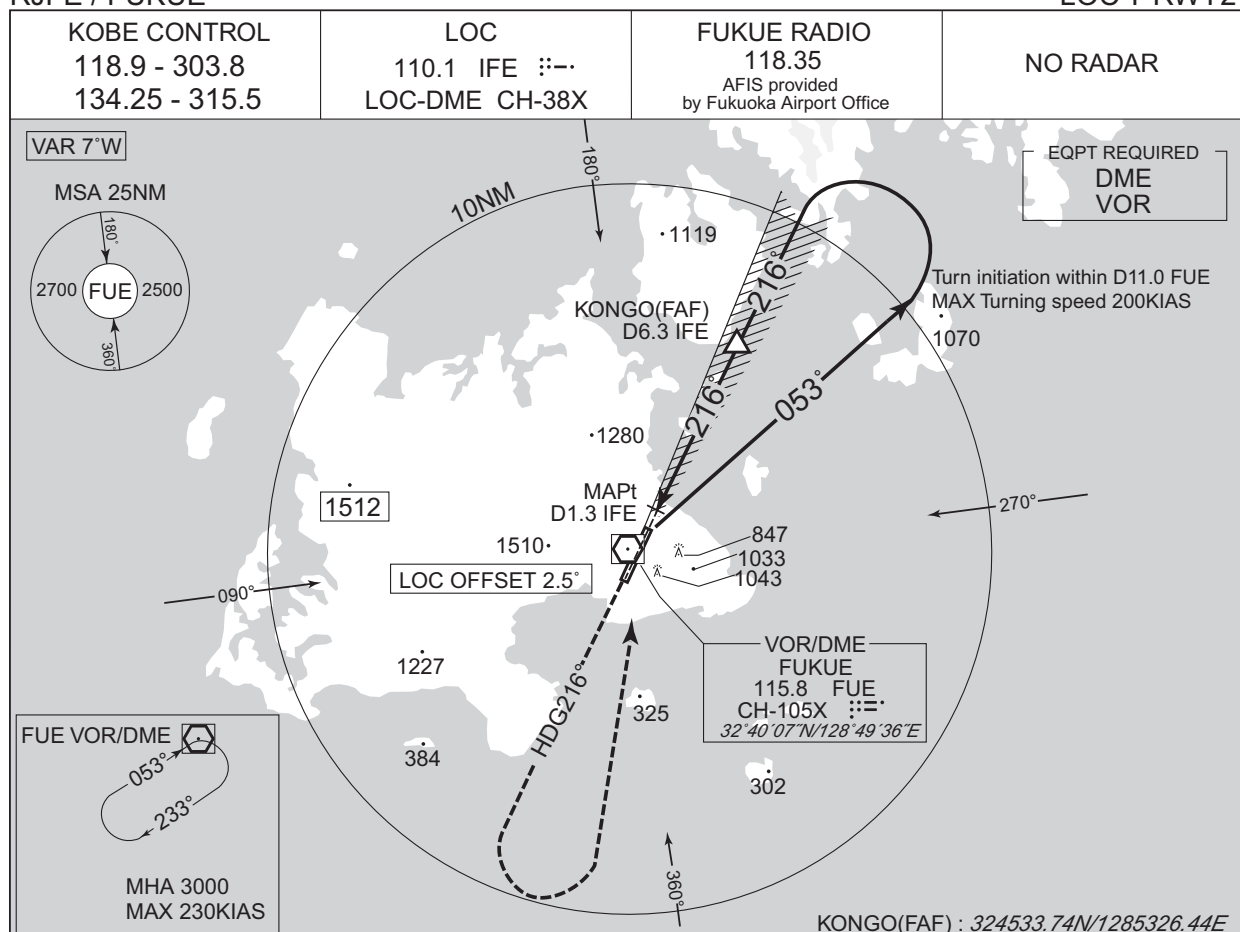 RJFE / FUKUE
KOBE CONTROL
118.9 - 303.8
134.25 - 315.5
LOC
110.1 IFE
LOC-DME CH-38X
FUKUE RADIO
118.35
AFIS provided
by Fukuoka Airport Office
NO RADAR
VAR 7˚W
MSA 25NM
180˚
2700
FUE
2500
360˚
10NM
180˚
EQPT REQUIRED
DME
VOR
1119
216˚
KONGO(FAF)
D6.3 IFE
Turn initiation within D11.0 FUE
MAX Turning speed 200KIAS
1070
216˚
053˚
1280
1512
MAPt
D1.3 IFE
270˚
1510
847
1033
1043
LOC OFFSET 2.5˚
090˚
VOR/DME
FUKUE
115.8 FUE
CH-105X
32˚40´07˝N/128˚49´36˝E
1227
HDG216˚
325
384
302
360˚
FUE VOR/DME
053˚
233˚
MHA 3000
MAX 230KIAS
KONGO(FAF) : 324533.74N/1285326.44E